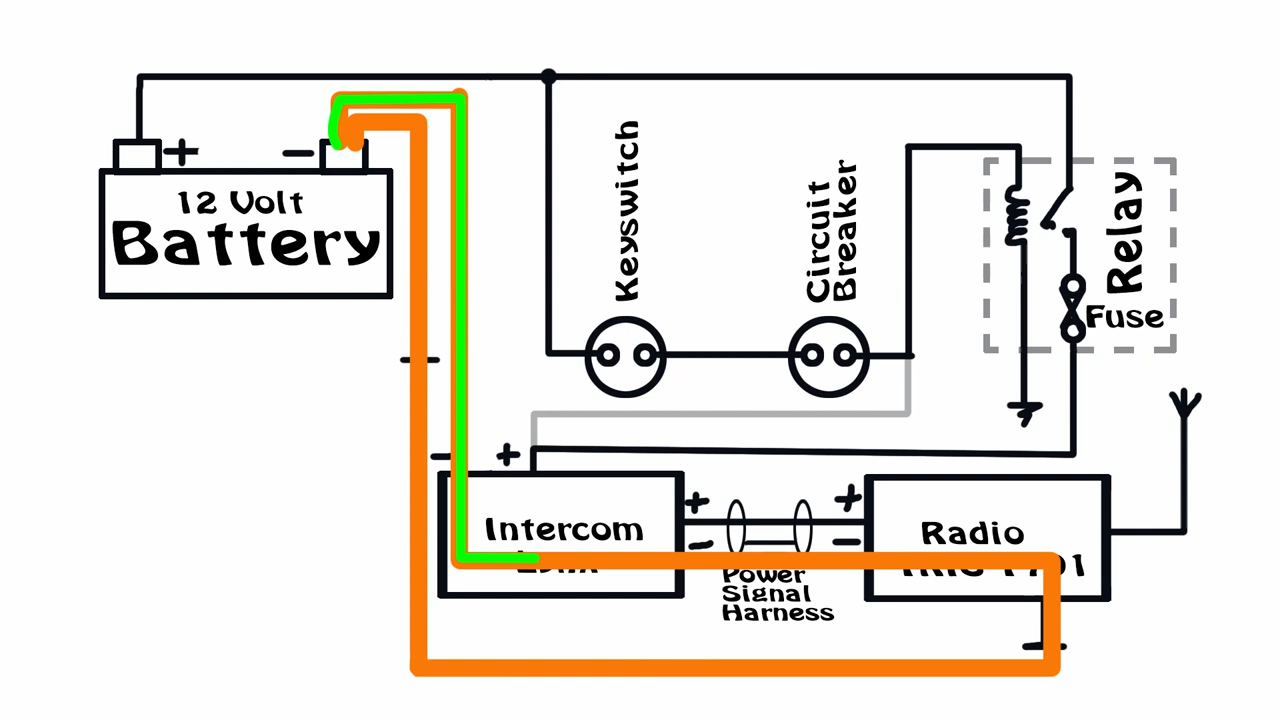 +
−
12 Volt
Battery
Keyswitch
Circuit
Breaker
Relay
Fuse
−
+
Intercom
+
−
+
−
Radio
Power
Signal
Harness